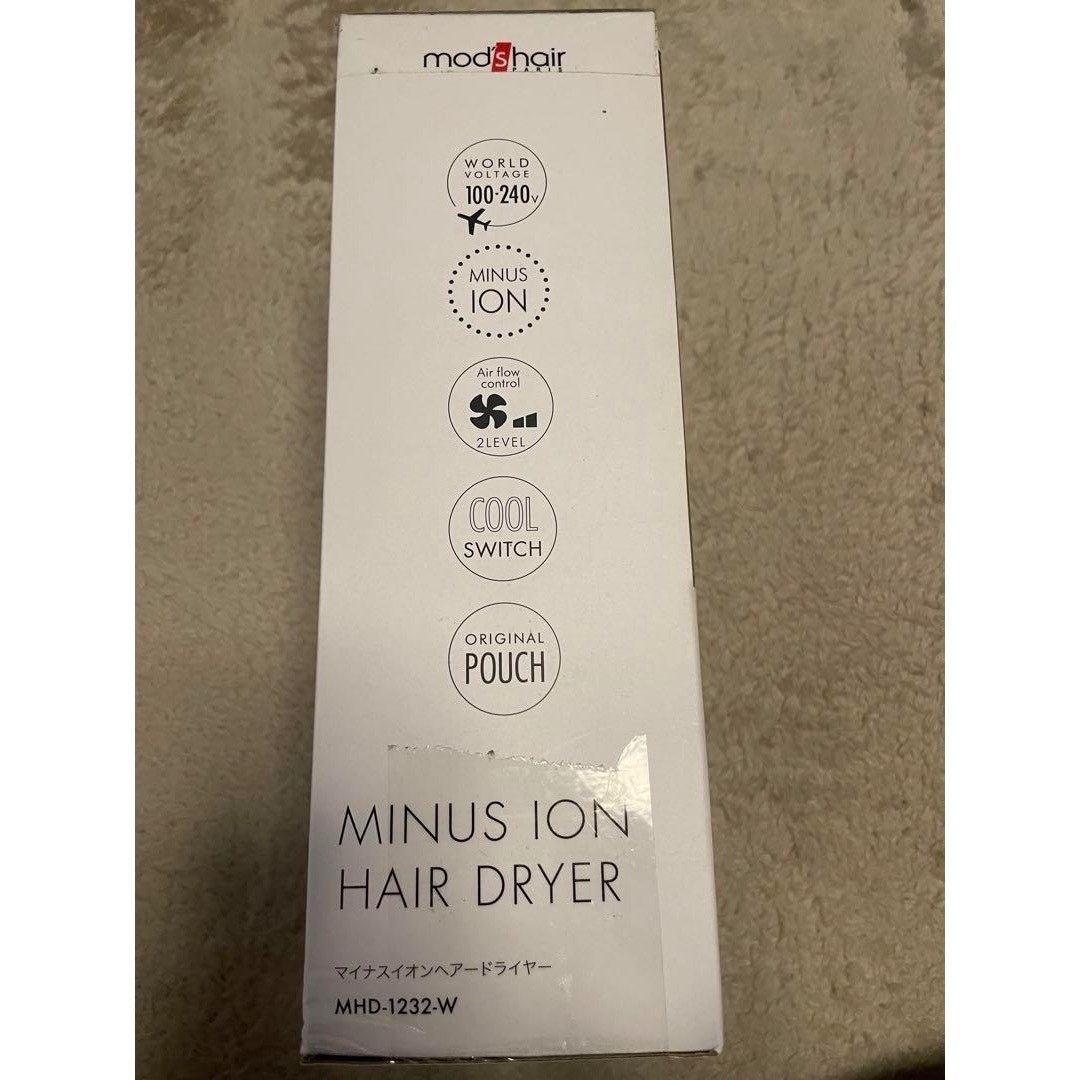 mod's hair
PARIS
WORLD
VOLTAGE
100-240V
MINUS
ION
Air flow
control
2LEVEL
COOL
SWITCH
ORIGINAL
POUCH
MINUS ION
HAIR DRYER
マイナスイオンヘアードライヤー
MHD-1232-W